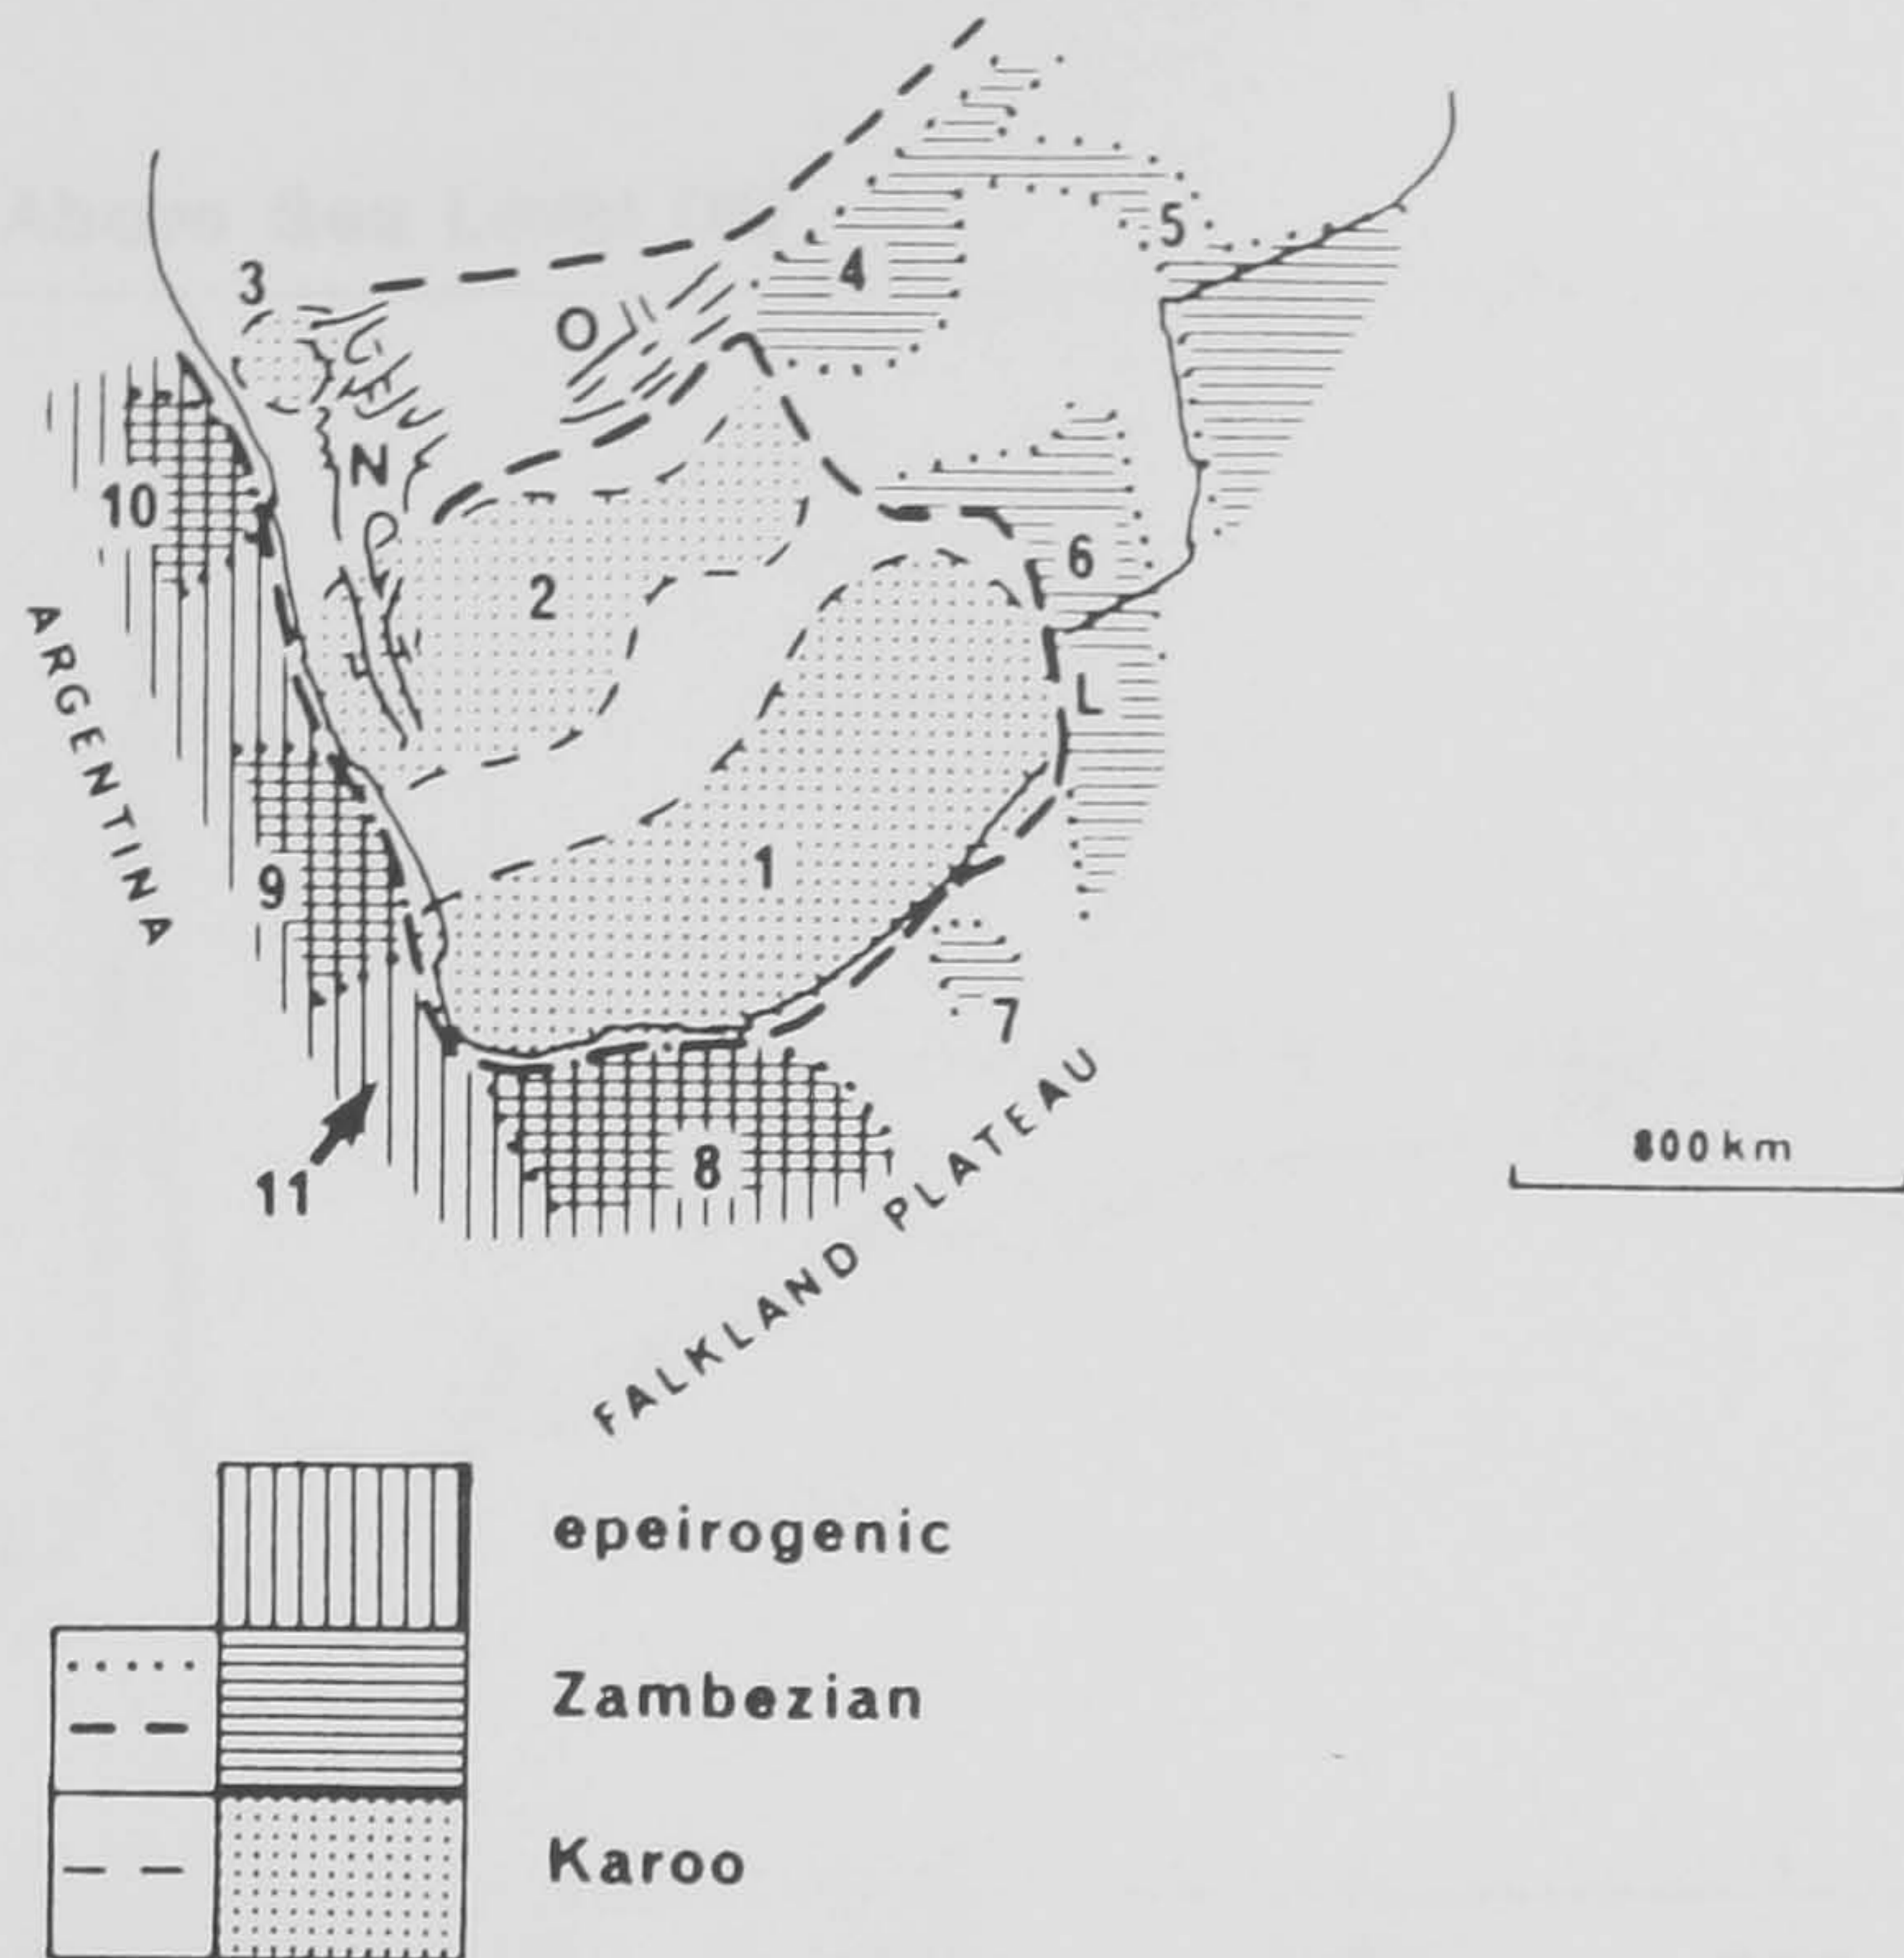 3
4
5
O
N
10
2
6
ARGENTINA
L
1
9
7
11
8
800 km
FALKLAND PLATEAU
epeirogenic
Zambezian
Karoo